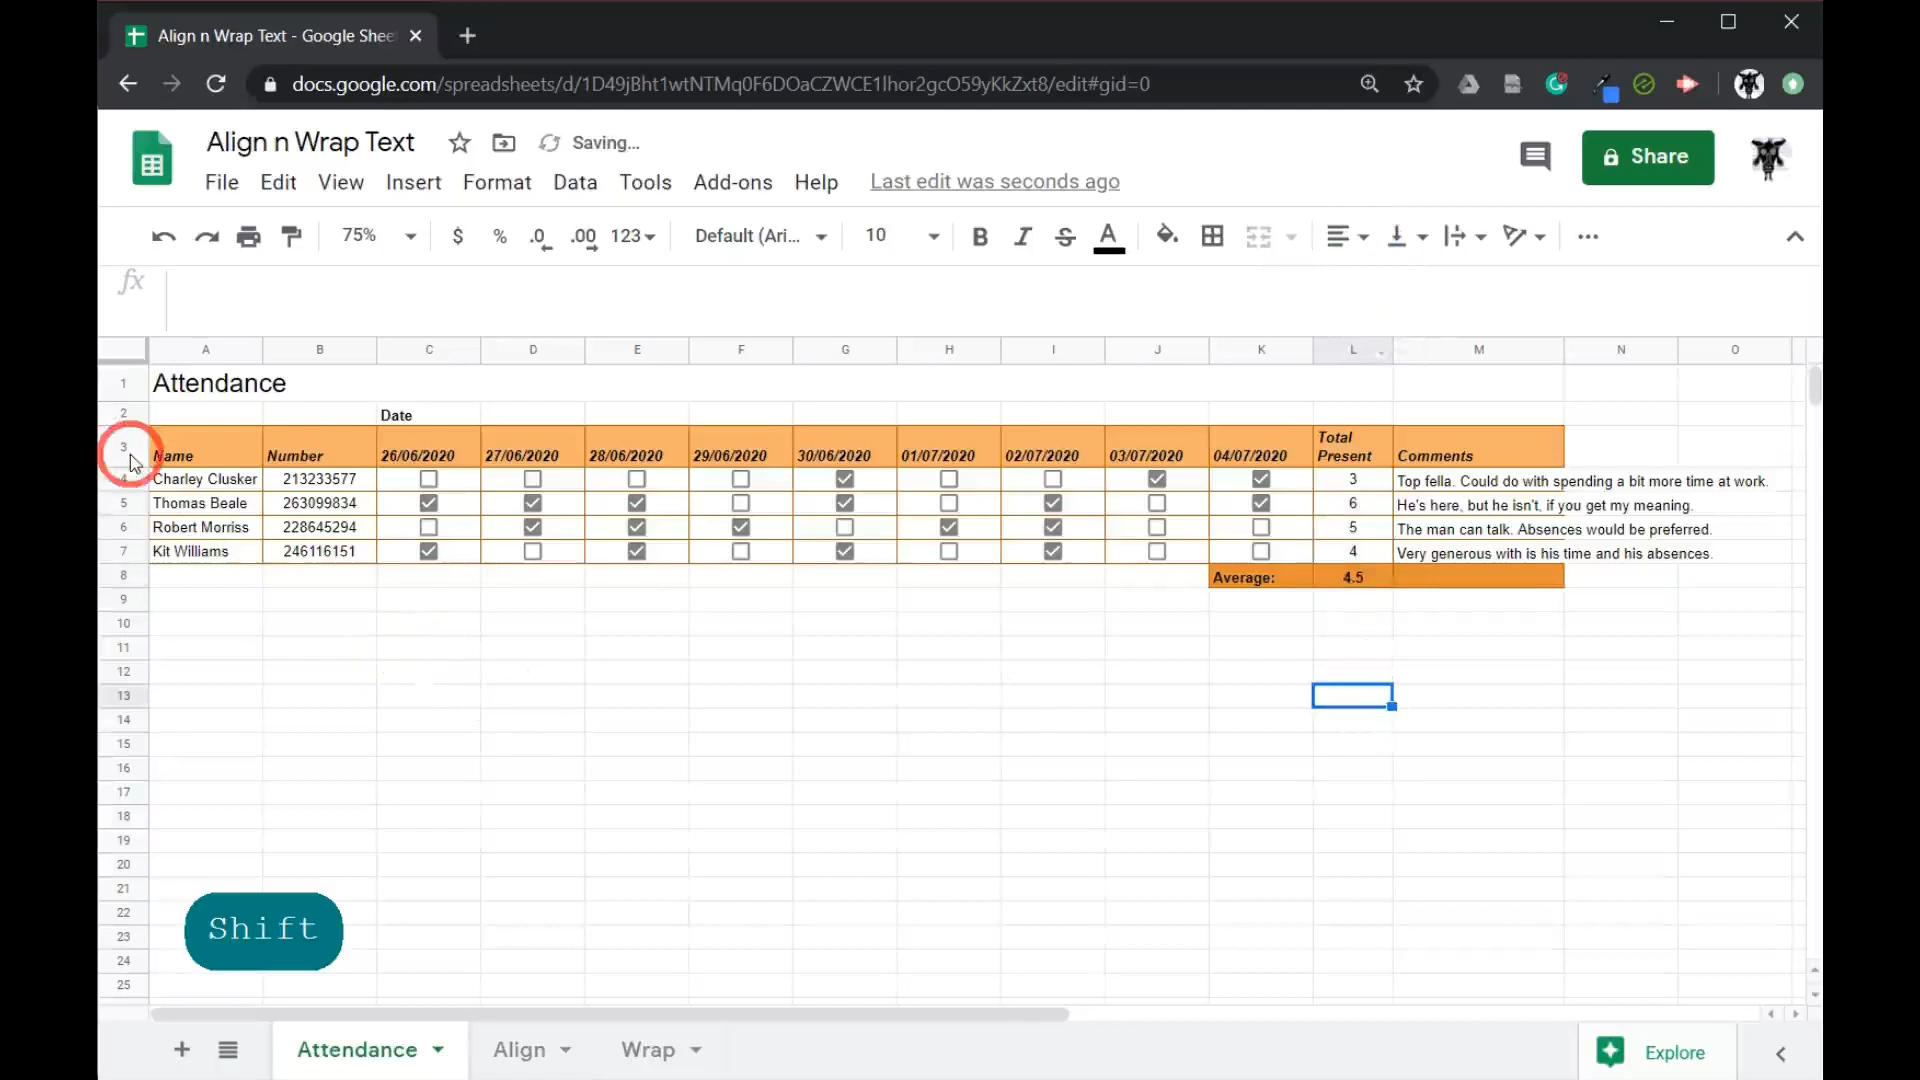 Align n Wrap Text - Google Shee
docs.google.com/spreadsheets/d/1D49jBht1wtNTMq0F6DOaCZWCE1lhor2gcO59yKkZxt8/edit#gid=0
Align n Wrap Text Saving...
Share
File Edit View Insert Format Data Tools Add-ons Help Last edit was seconds ago
75% $ % .0 .00 123 Default (Ari... 10 B I S A
fx
A B C D E F G H I J K L M N O
1 Attendance
2 Date
3 Name Number 26/06/2020 27/06/2020 28/06/2020 29/06/2020 30/06/2020 01/07/2020 02/07/2020 03/07/2020 04/07/2020 Total Present Comments
4 Charley Clusker 213233577 3 Top fella. Could do with spending a bit more time at work.
5 Thomas Beale 263099834 6 He's here, but he isn't, if you get my meaning.
6 Robert Morriss 228645294 5 The man can talk. Absences would be preferred.
7 Kit Williams 246116151 4 Very generous with is his time and his absences.
8 Average: 4.5
9
10
11
12
13
14
15
16
17
18
19
20
21
22
23
24
25
Shift
Attendance Align Wrap Explore